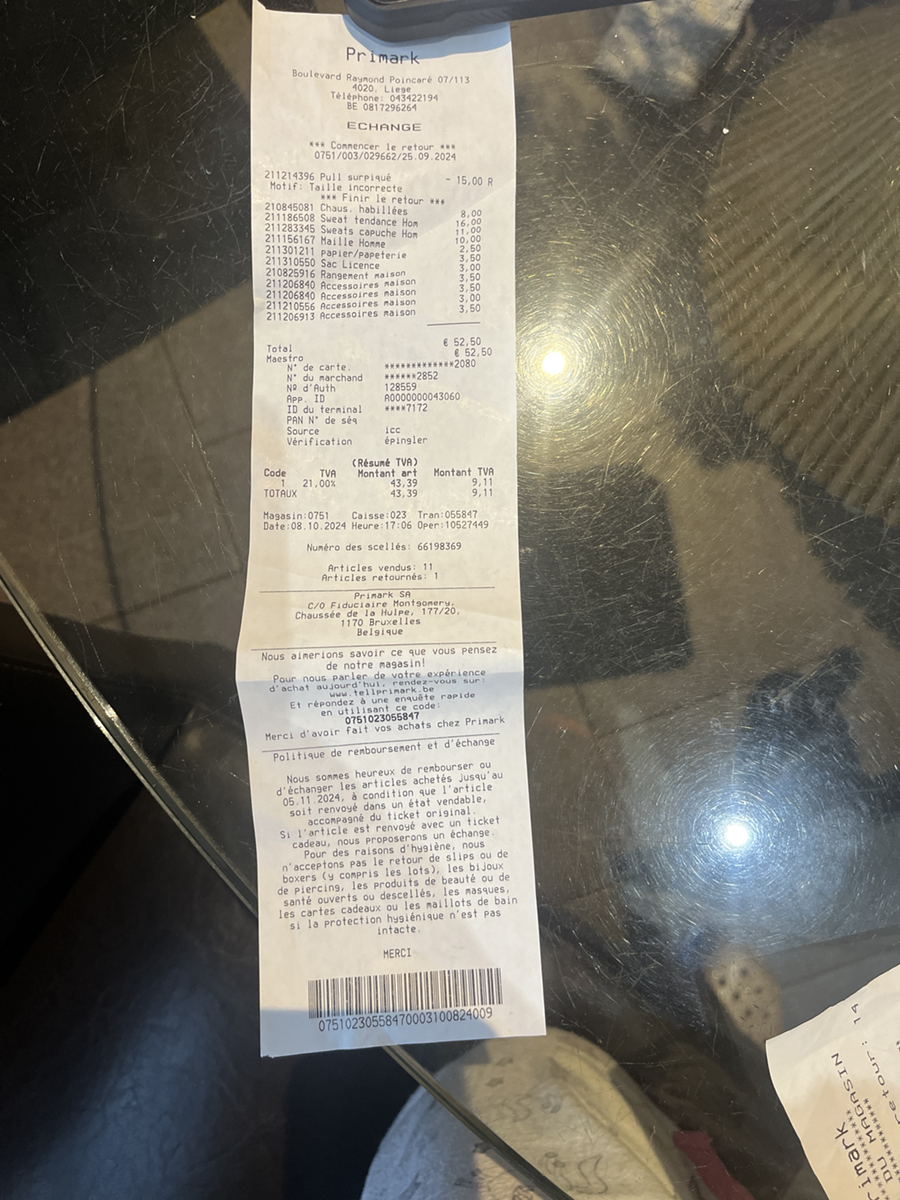 Primark
Boulevard Raymond Poincaré 07/113
4020, Liege
Téléphone: 043422194
BE 0817296264
ECHANGE
*** Commencer le retour ***
0751/003/029662/25.09.2024
211214396 Pull surpiqué - 15,00 R
Motif: Taille incorrecte
*** Finir le retour ***
210845081 Chaus. habillées 8,00
211186508 Sweat tendance Hom 16,00
211283345 Sweats capuche Hom 11,00
211156167 Maille Homme 10,00
211301211 papier/papeterie 2,50
211310550 Sac Licence 3,50
210825916 Rangement maison 3,00
211206840 Accessoires maison 3,50
211206840 Accessoires maison 3,50
211210556 Accessoires maison 3,00
211206913 Accessoires maison 3,50
Total € 52,50
Maestro € 52,50
N° de carte. *************2080
N° du marchand ******2852
Nº d'Auth 128559
App. ID A0000000043060
ID du terminal ****7172
PAN N° de séq
Source icc
Vérification épingler
(Résumé TVA)
Code TVA Montant art Montant TVA
1 21,00% 43,39 9,11
TOTAUX 43,39 9,11
Magasin:0751 Caisse:023 Tran:055847
Date:08.10.2024 Heure:17:06 Oper:10527449
Numéro des scellés: 66198369
Articles vendus: 11
Articles retournés: 1
Primark SA
C/O Fiduciaire Montgomery,
Chaussée de la Hulpe, 177/20,
1170 Bruxelles
Belgique
Nous aimerions savoir ce que vous pensez
de notre magasin!
Pour nous parler de votre expérience
d'achat aujourd'hui, rendez-vous sur:
www.tellprimark.be
Et répondez à une enquête rapide
en utilisant ce code:
0751023055847
Merci d'avoir fait vos achats chez Primark
Politique de remboursement et d'échange
Nous sommes heureux de rembourser ou
d'échanger les articles achetés jusqu'au
05.11.2024, à condition que l'article
soit renvoyé dans un état vendable,
accompagné du ticket original.
Si l'article est renvoyé avec un ticket
cadeau, nous proposerons un échange.
Pour des raisons d'hygiène, nous
n'acceptons pas le retour de slips ou de
boxers (y compris les lots), les bijoux
de piercing, les produits de beauté ou de
santé ouverts ou descellés, les masques,
les cartes cadeaux ou les maillots de bain
si la protection hygiénique n'est pas
intacte.
MERCI
07510230558470003100824009
imark
DU MAGASIN
etour: 14